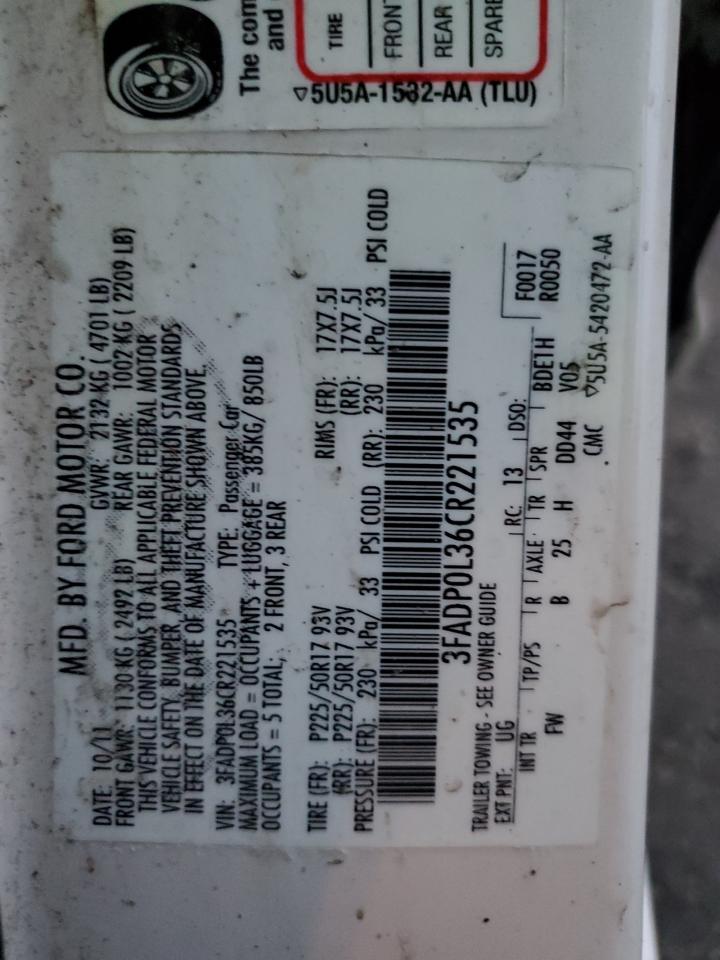 The com
and
TIRE
FRONT
REAR
SPARE
▽5U5A-1532-AA (TLU)
MFD. BY FORD MOTOR CO.
DATE: 10/11 GVWR: 2132 KG ( 4701 LB)
FRONT GAWR: 1130 KG ( 2492 LB) REAR GAWR: 1002 KG ( 2209 LB)
THIS VEHICLE CONFORMS TO ALL APPLICABLE FEDERAL MOTOR
VEHICLE SAFETY, BUMPER, AND THEFT PREVENTION STANDARDS
IN EFFECT ON THE DATE OF MANUFACTURE SHOWN ABOVE.
VIN: 3FADP0L36CR221535 TYPE: Passenger Car
MAXIMUM LOAD = OCCUPANTS + LUGGAGE = 385KG/ 850LB
OCCUPANTS = 5 TOTAL, 2 FRONT, 3 REAR
TIRE (FR): P225/50R17 93V RIMS (FR): 17X7.5J
(RR): P225/50R17 93V (RR): 17X7.5J
PRESSURE (FR): 230 kPa/ 33 PSI COLD (RR): 230 kPa/ 33 PSI COLD
3FADP0L36CR221535
TRAILER TOWING - SEE OWNER GUIDE
EXT PNT: UG RC: 13 DSO: F0017
R0050
INT TR TP/PS R AXLE TR SPR BDE1H
FW B 25 H DD44 V05
.CMC ▽5U5A-5420472-AA